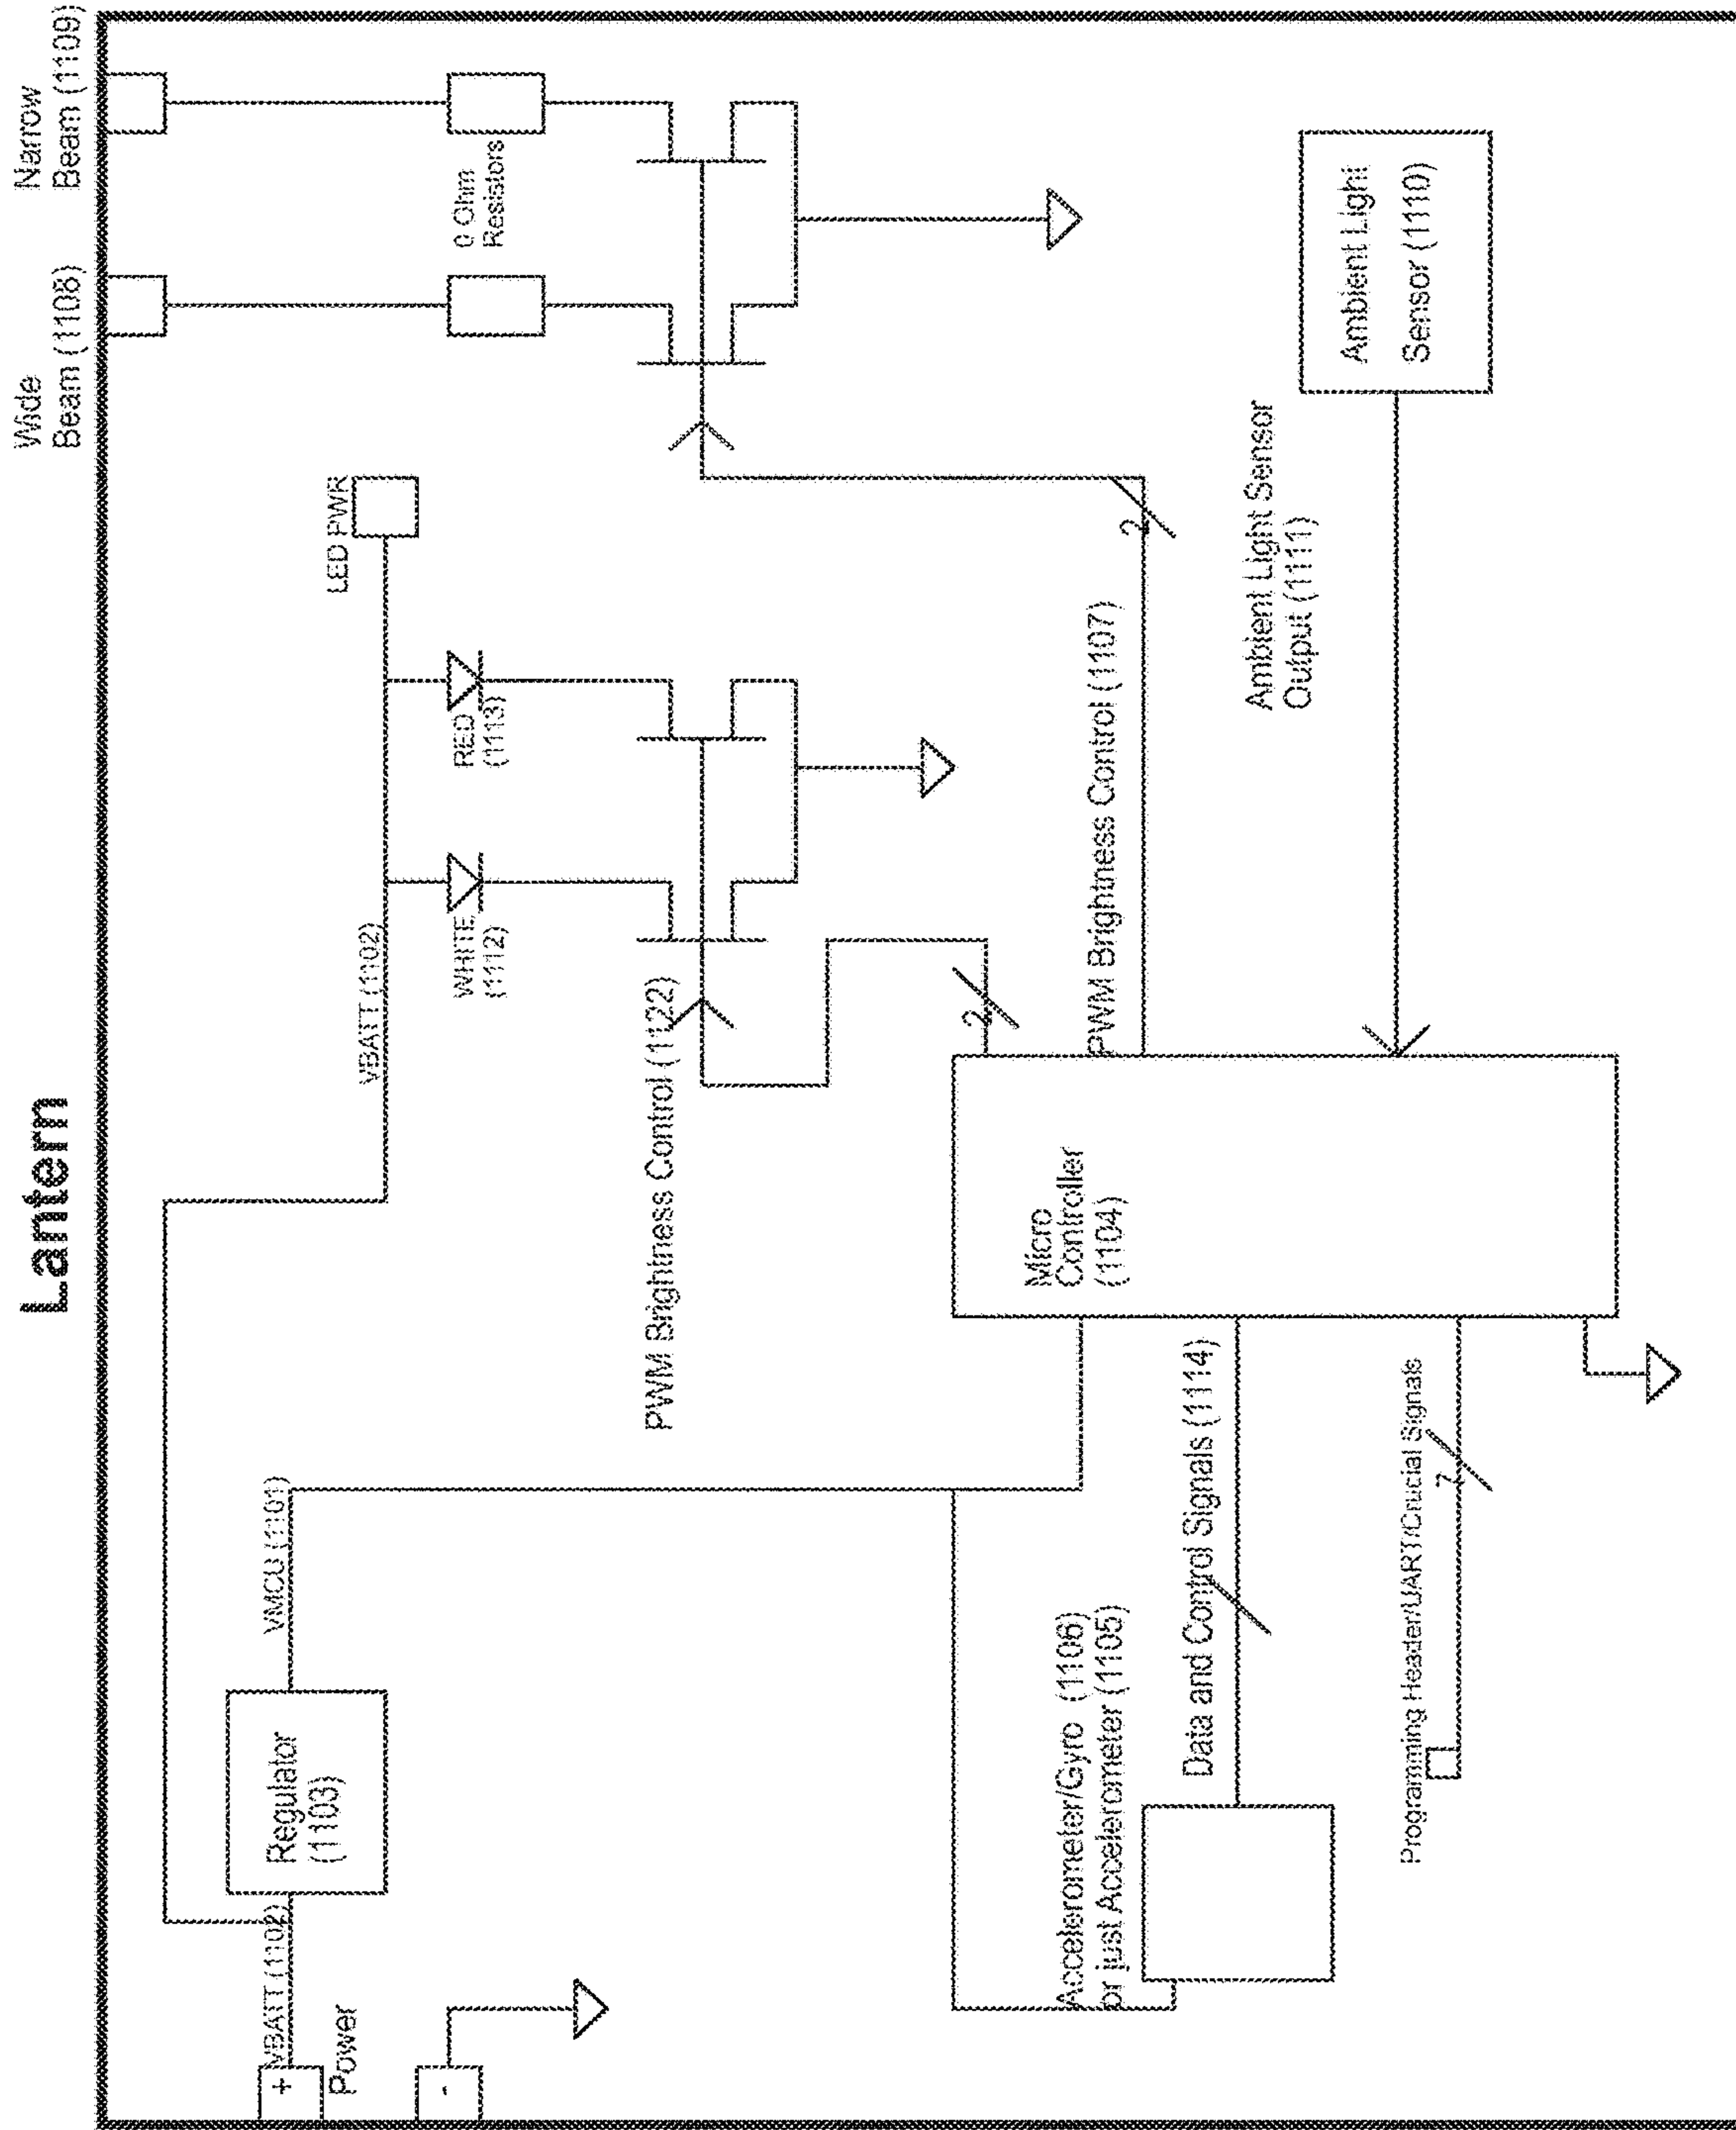 Lantern
Wide
Beam (1108)
Narrow
Beam (1109)
+
VBATT (1102)
Power
-
Regulator
(1103)
VMCU (1101)
VBATT (1102)
LED PWR
WHITE
(1112)
RED
(1113)
0 Ohm
Resistors
PWM Brightness Control (1122)
2
PWM Brightness Control (1107)
2
Micro
Controller
(1104)
Accelerometer/Gyro (1106)
or just Accelerometer (1105)
Data and Control Signals (1114)
Programming Header/UART/Crucial Signals
7
Ambient Light Sensor
Output (1111)
Ambient Light
Sensor (1110)